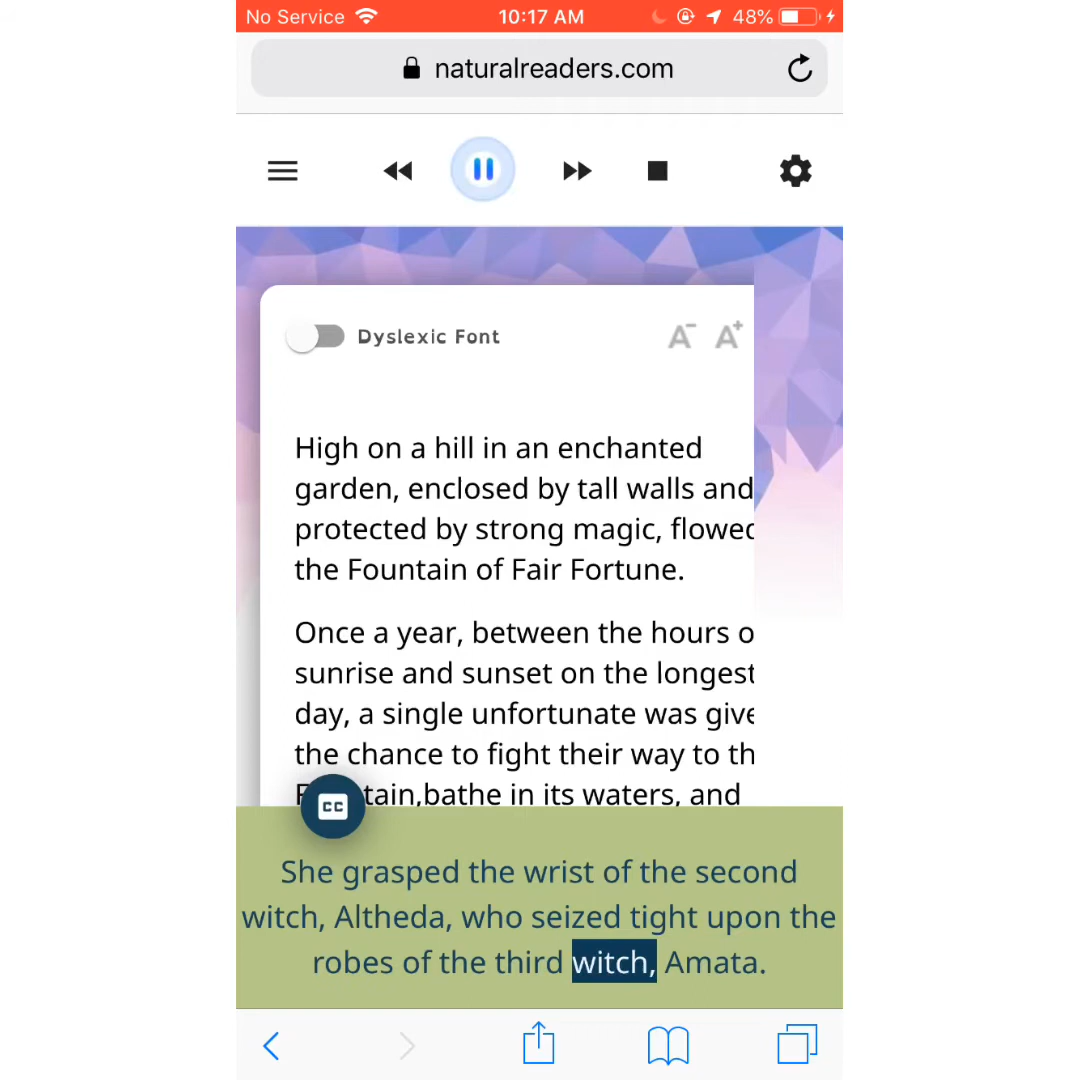 No Service 10:17 AM 48%
naturalreaders.com
Dyslexic Font A- A+
High on a hill in an enchanted
garden, enclosed by tall walls and
protected by strong magic, flowed
the Fountain of Fair Fortune.
Once a year, between the hours o
sunrise and sunset on the longest
day, a single unfortunate was give
the chance to fight their way to th
tain,bathe in its waters, and
CC
She grasped the wrist of the second
witch, Altheda, who seized tight upon the
robes of the third witch, Amata.